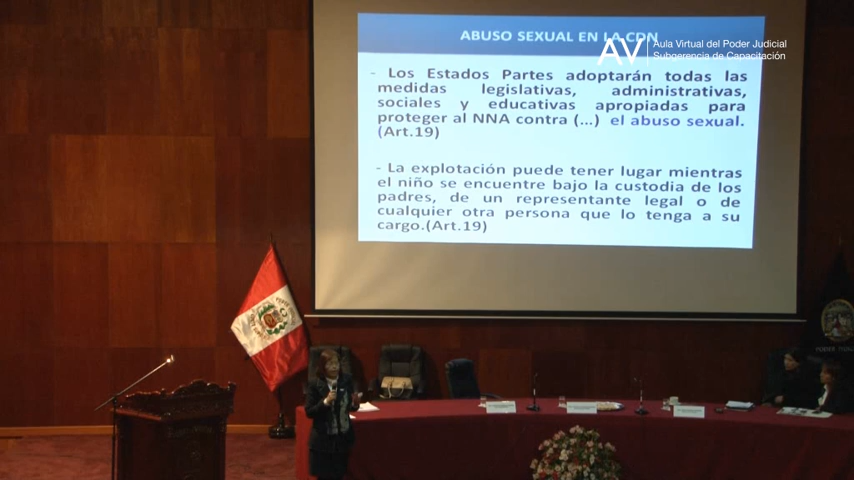 ABUSO SEXUAL EN LA CDN
AV
Aula Virtual del Poder Judicial
Subgerencia de Capacitación
- Los Estados Partes adoptarán todas las
medidas legislativas, administrativas,
sociales y educativas apropiadas para
proteger al NNA contra (...) el abuso sexual.
(Art.19)
- La explotación puede tener lugar mientras
el niño se encuentre bajo la custodia de los
padres, de un representante legal o de
cualquier otra persona que lo tenga a su
cargo.(Art.19)